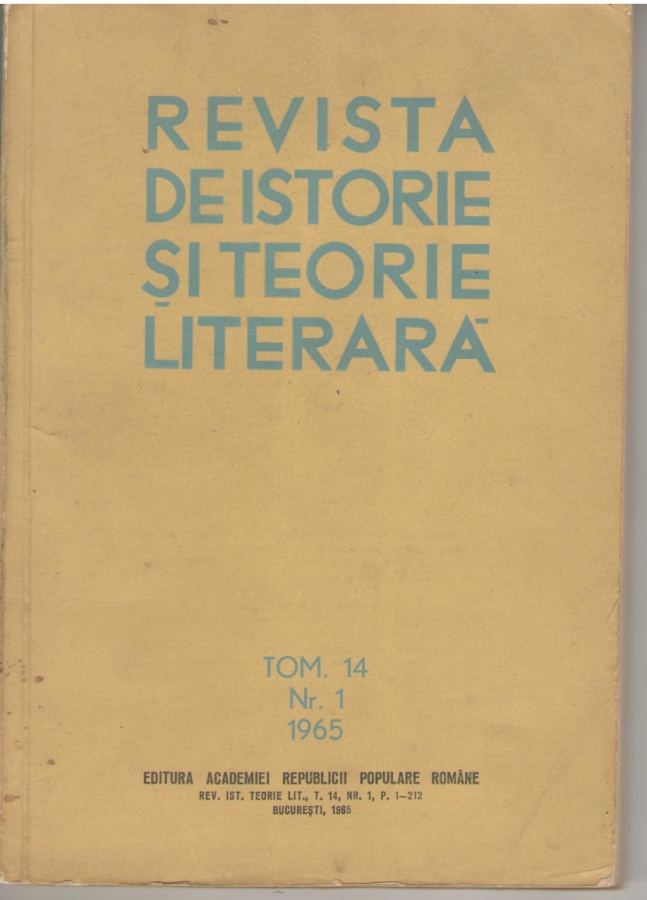 REVISTA
DE ISTORIE
ȘI TEORIE
LITERARĂ
TOM. 14
Nr. 1
1965
EDITURA ACADEMIEI REPUBLICII POPULARE ROMÂNE
REV. IST. TEORIE LIT., T. 14, NR. 1, P. 1–212
BUCUREȘTI, 1965